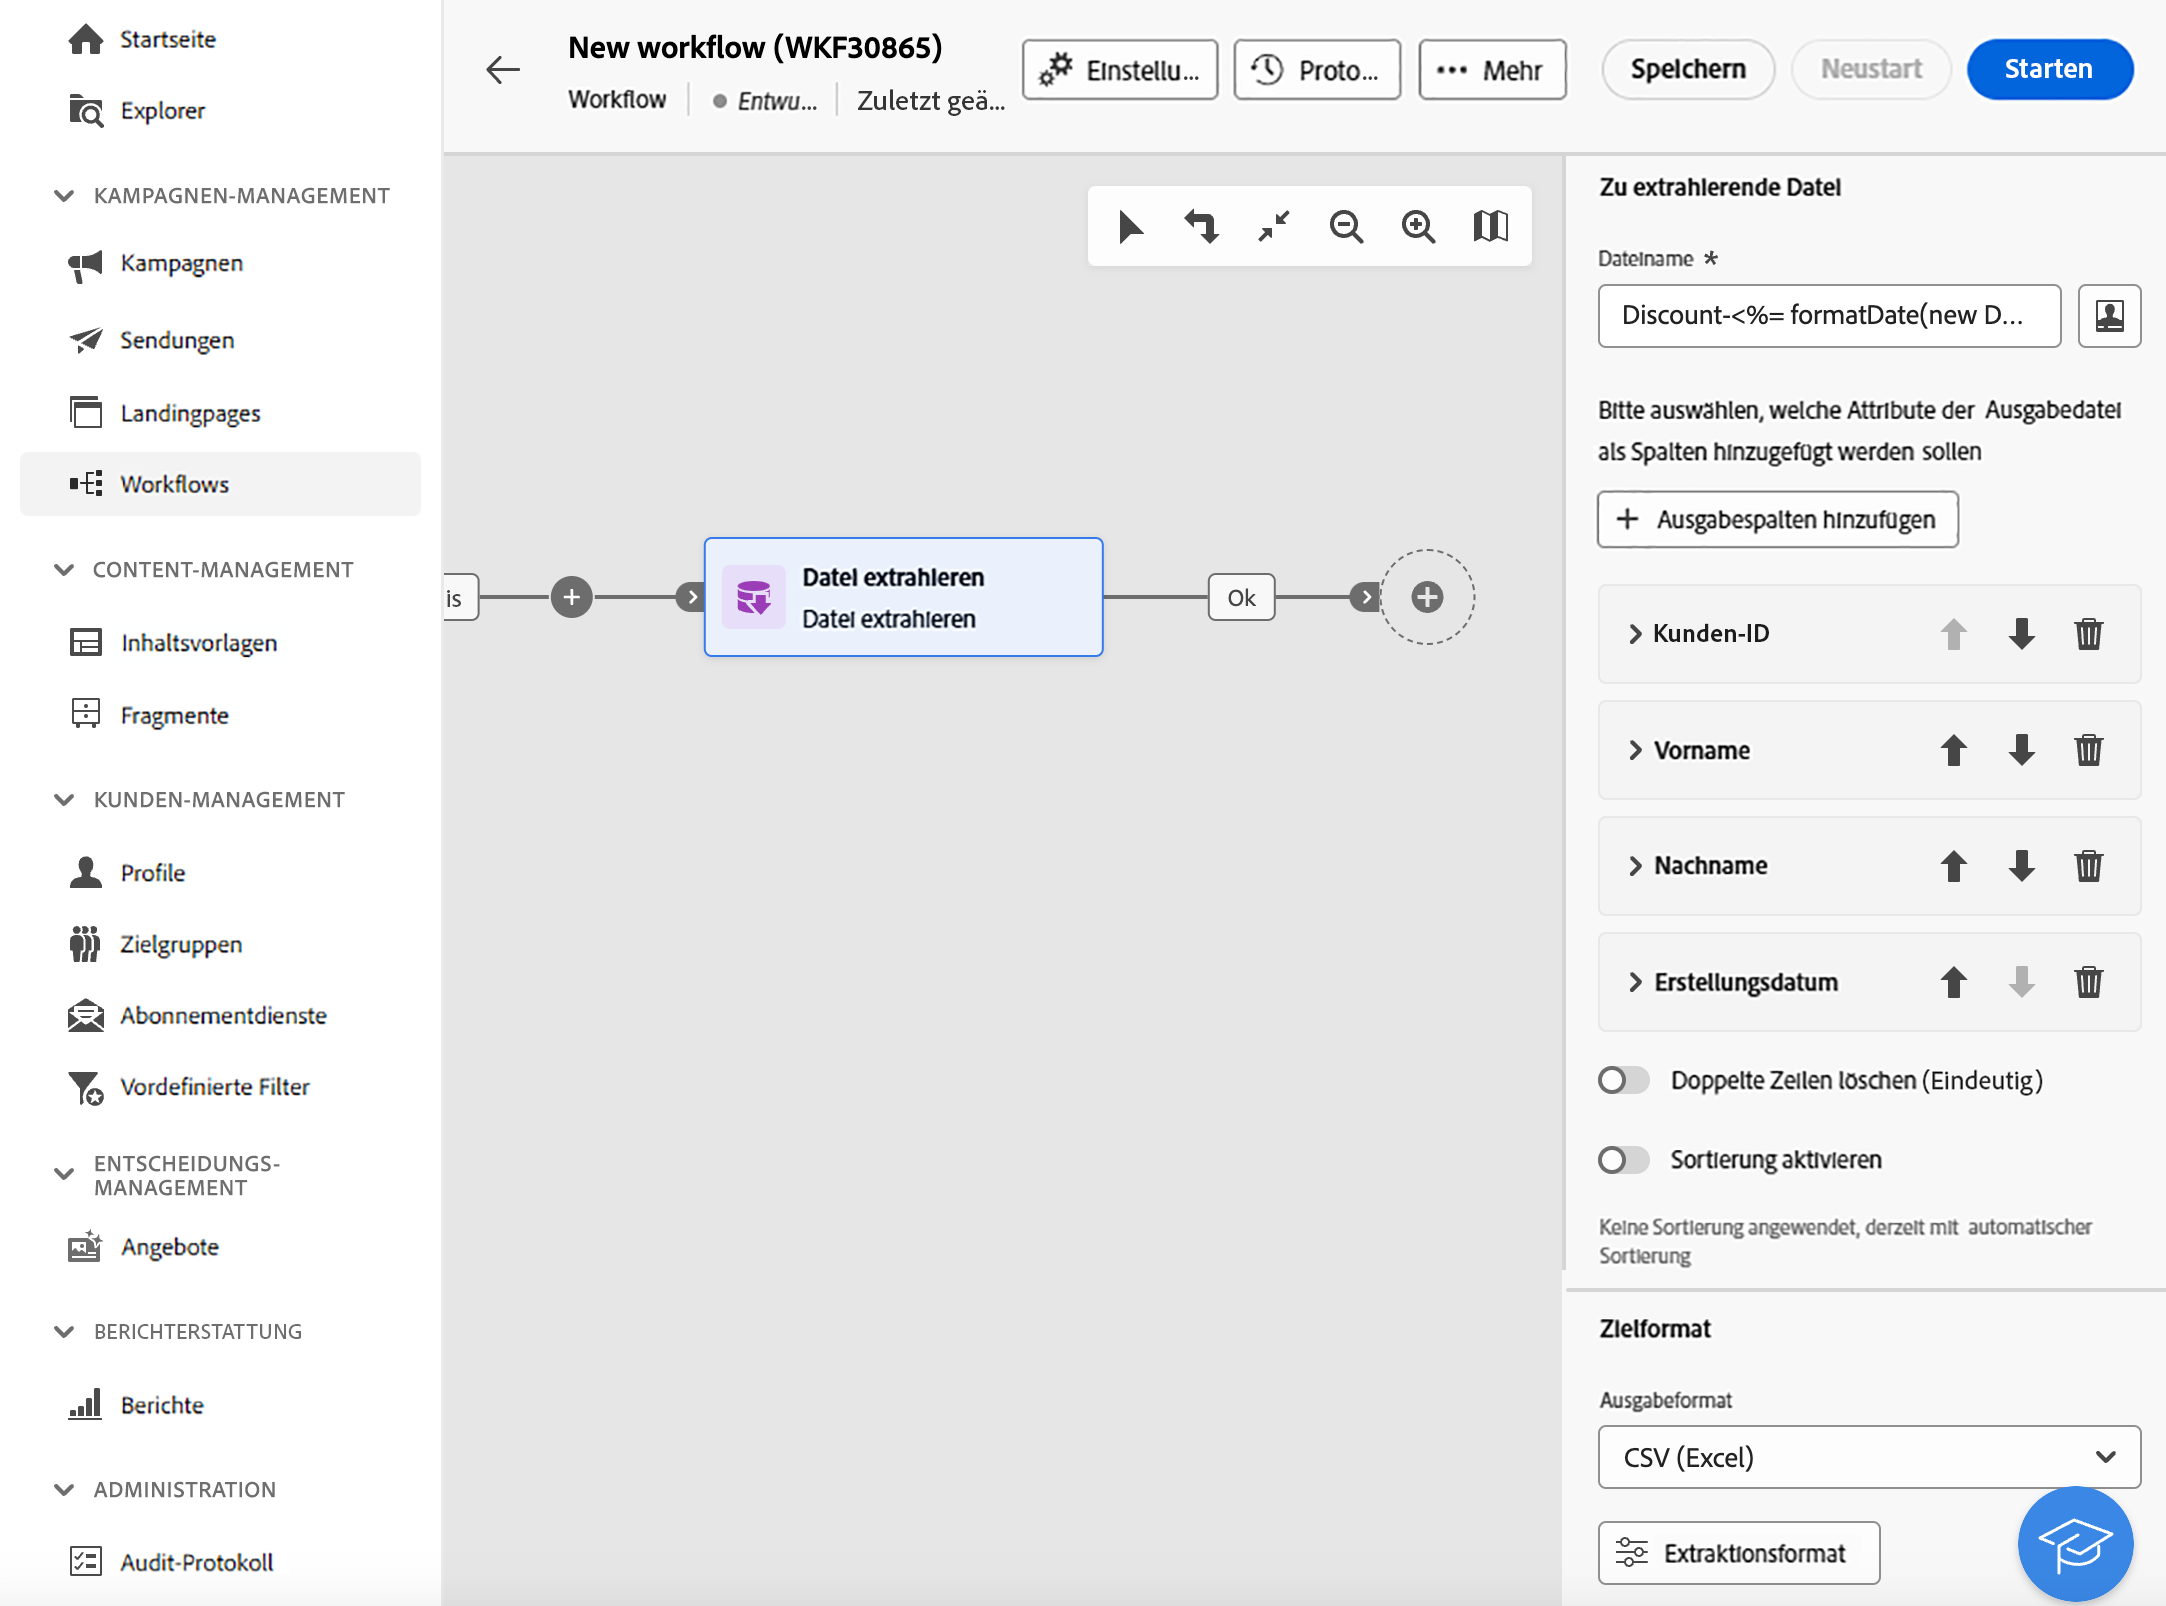 Startseite
Explorer
KAMPAGNEN-MANAGEMENT
Kampagnen
Sendungen
Landingpages
Workflows
CONTENT-MANAGEMENT
Inhaltsvorlagen
Fragmente
KUNDEN-MANAGEMENT
Profile
Zielgruppen
Abonnementdienste
Vordefinierte Filter
ENTSCHEIDUNGS-
MANAGEMENT
Angebote
BERICHTERSTATTUNG
Berichte
ADMINISTRATION
Audit-Protokoll
New workflow (WKF30865)
Workflow
Entwu...
Zuletzt geä...
Einstellu...
Proto...
Mehr
Speichern
Neustart
Starten
is
Datei extrahieren
Datei extrahieren
Ok
Zu extrahierende Datei
Dateiname *
Discount-<%= formatDate(new D...
Bitte auswählen, welche Attribute der Ausgabedatei
als Spalten hinzugefügt werden sollen
Ausgabespalten hinzufügen
Kunden-ID
Vorname
Nachname
Erstellungsdatum
Doppelte Zeilen löschen (Eindeutig)
Sortierung aktivieren
Keine Sortierung angewendet, derzeit mit automatischer
Sortierung
Zielformat
Ausgabeformat
CSV (Excel)
Extraktionsformat